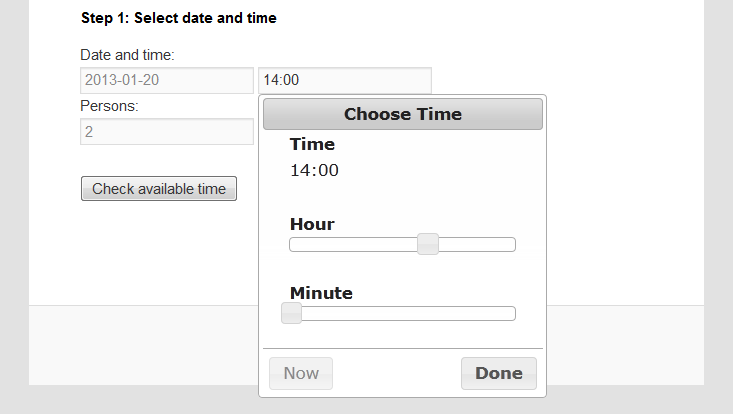 Step 1: Select date and time
Date and time:
2013-01-20 14:00
Persons:
2
Check available time
Choose Time
Time
14:00
Hour
Minute
Now Done